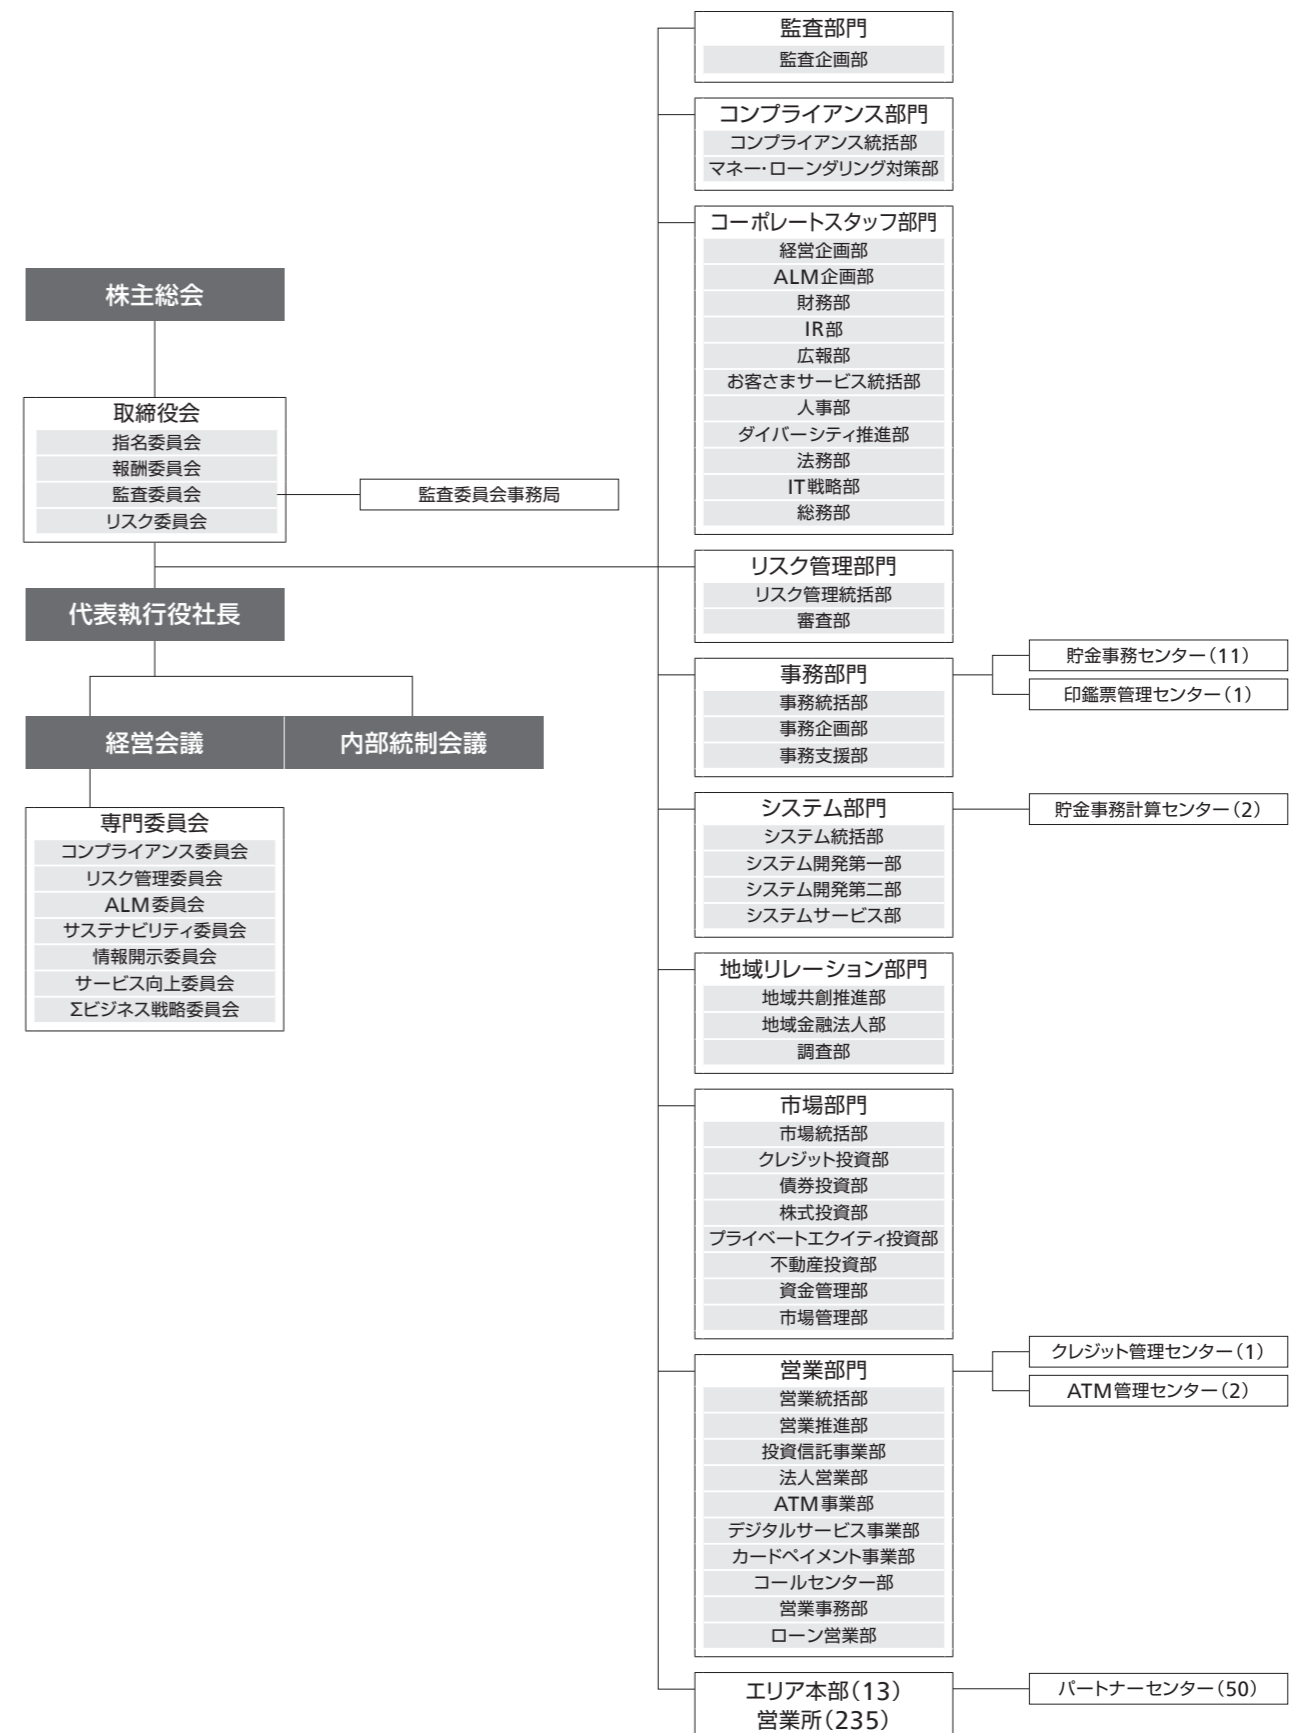 株主総会
取締役会
指名委員会
報酬委員会
監査委員会
リスク委員会
監査委員会事務局
代表執行役社長
経営会議
内部統制会議
専門委員会
コンプライアンス委員会
リスク管理委員会
ALM委員会
サステナビリティ委員会
情報開示委員会
サービス向上委員会
Σビジネス戦略委員会
監査部門
監査企画部
コンプライアンス部門
コンプライアンス統括部
マネー・ローンダリング対策部
コーポレートスタッフ部門
経営企画部
ALM企画部
財務部
IR部
広報部
お客さまサービス統括部
人事部
ダイバーシティ推進部
法務部
IT戦略部
総務部
リスク管理部門
リスク管理統括部
審査部
事務部門
事務統括部
事務企画部
事務支援部
貯金事務センター(11)
印鑑票管理センター(1)
システム部門
システム統括部
システム開発第一部
システム開発第二部
システムサービス部
貯金事務計算センター(2)
地域リレーション部門
地域共創推進部
地域金融法人部
調査部
市場部門
市場統括部
クレジット投資部
債券投資部
株式投資部
プライベートエクイティ投資部
不動産投資部
資金管理部
市場管理部
営業部門
営業統括部
営業推進部
投資信託事業部
法人営業部
ATM事業部
デジタルサービス事業部
カードペイメント事業部
コールセンター部
営業事務部
ローン営業部
クレジット管理センター(1)
ATM管理センター(2)
エリア本部(13)
営業所(235)
パートナーセンター(50)